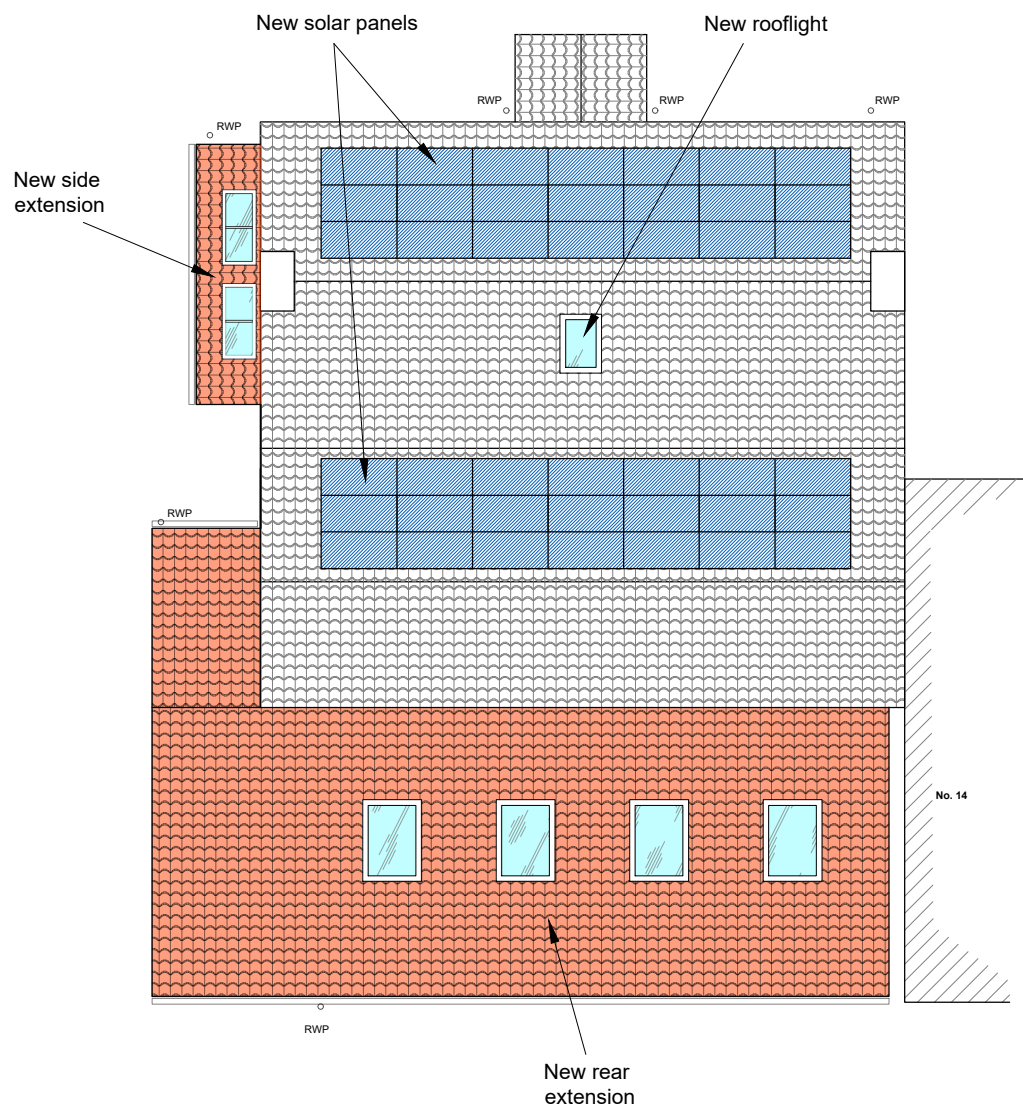 New solar panels
New rooflight
RWP
RWP
RWP
RWP
New side
extension
RWP
No. 14
RWP
New rear
extension